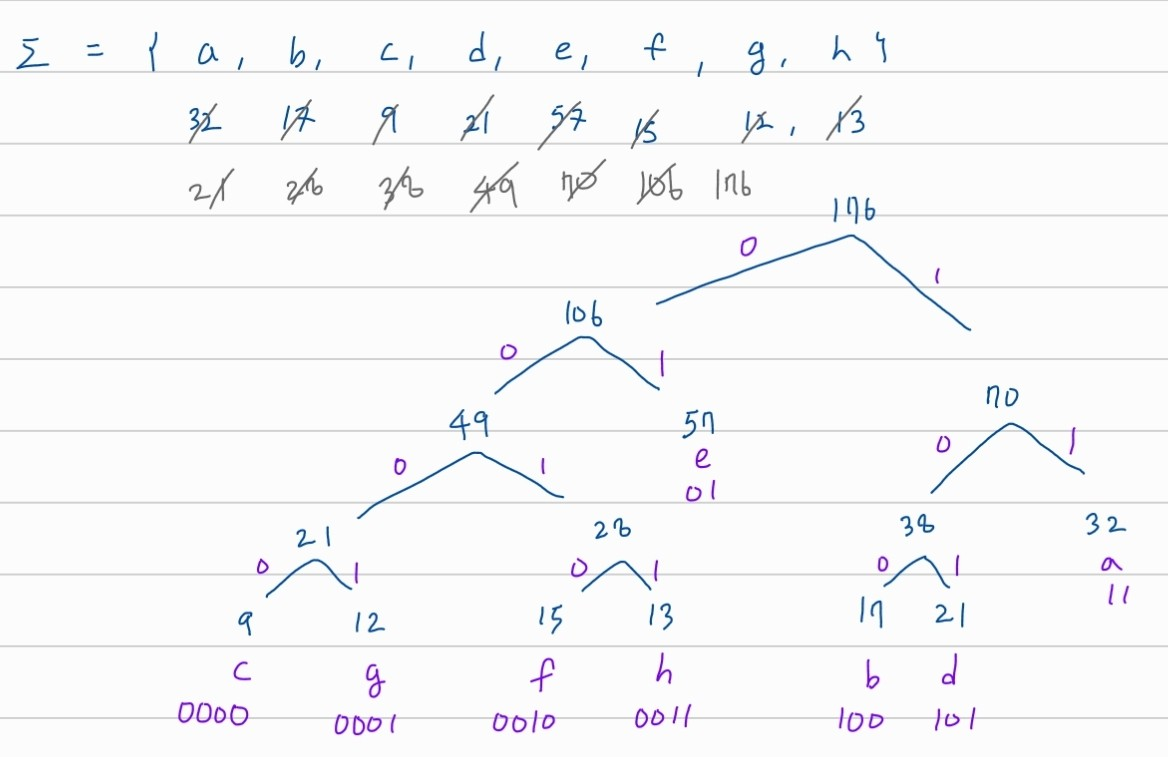 Σ = { a, b, c, d, e, f, g, h }
32 17 9 21 57 15 12, 13
21 28 38 49 70 106 176
176
0 1
106
0 1
70
49 57 0 1
0 1 e
01
21 28 38 32
0 1 0 1 0 1 a
11
9 12 15 13 17 21
c g f h b d
0000 0001 0010 0011 100 101